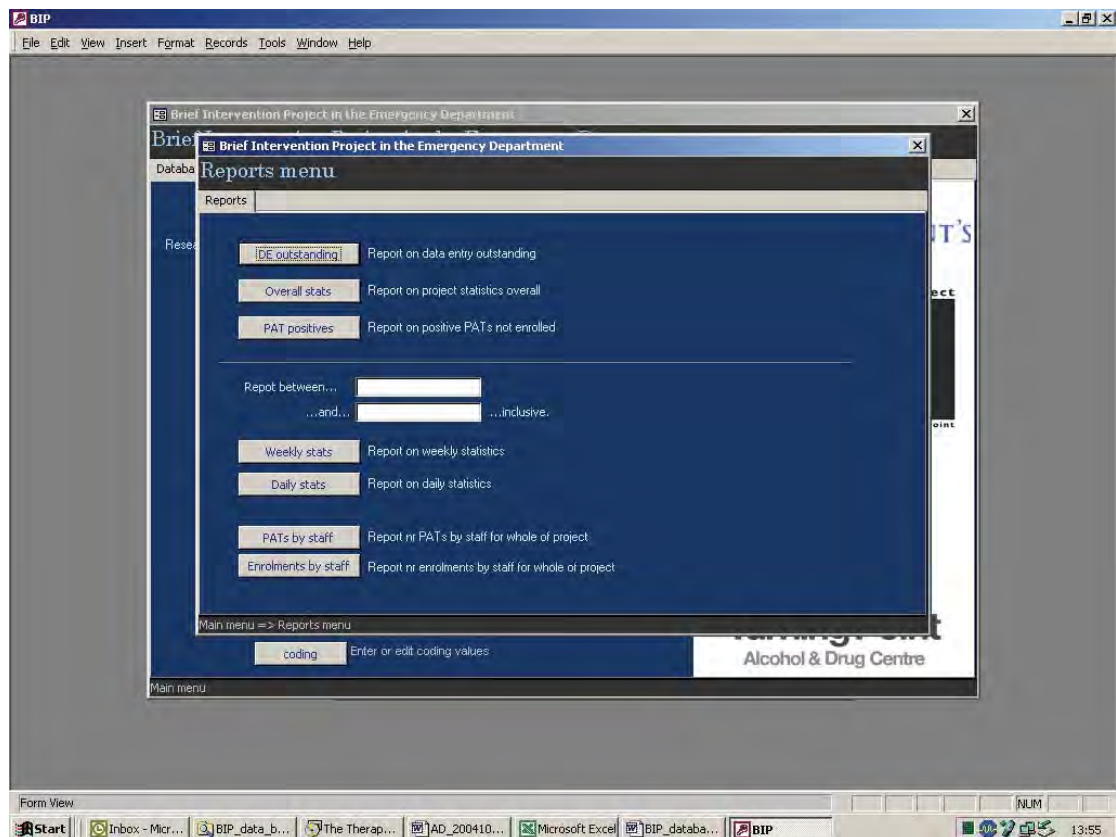 BIP
File Edit View Insert Format Records Tools Window Help
Brief Intervention Project in the Emergency Department
Brief
Databa
Brief Intervention Project in the Emergency Department
Reports menu
Reports
NT'S
Resea
DE outstanding Report on data entry outstanding
Overall stats Report on project statistics overall
ect
PAT positives Report on positive PATs not enrolled
Repot between...
...and... ...inclusive.
oint
Weekly stats Report on weekly statistics
Daily stats Report on daily statistics
PATs by staff Report nr PATs by staff for whole of project
Enrolments by staff Report nr enrolments by staff for whole of project
Main menu => Reports menu
coding Enter or edit coding values
Alcohol & Drug Centre
Main menu
Form View NUM
Start Inbox - Micr... BIP_data_b... The Therap... AD_200410... Microsoft Excel BIP_databa... BIP 13:55